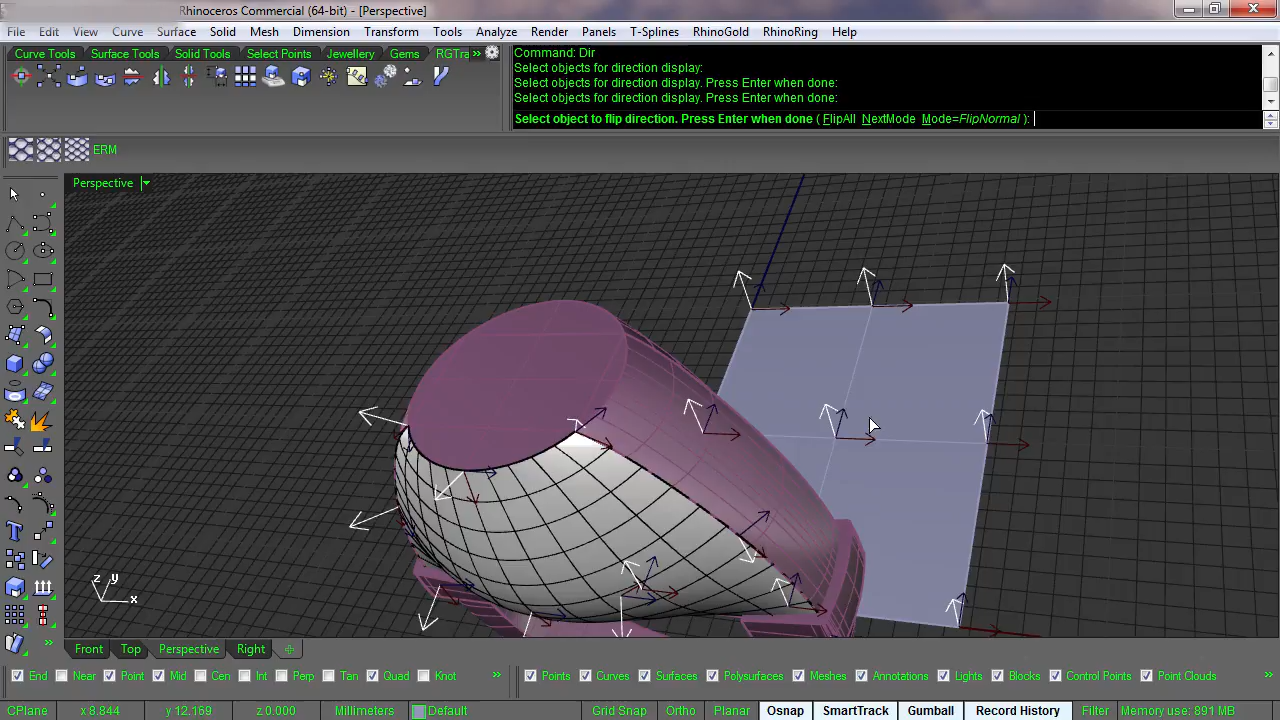 Rhinoceros Commercial (64-bit) - [Perspective]
File Edit View Curve Surface Solid Mesh Dimension Transform Tools Analyze Render Panels T-Splines RhinoGold RhinoRing Help
Curve Tools Surface Tools Solid Tools Select Points Jewellery Gems RGTra »
Command: Dir
Select objects for direction display:
Select objects for direction display. Press Enter when done:
Select objects for direction display. Press Enter when done:
Select object to flip direction. Press Enter when done ( FlipAll NextMode Mode=FlipNormal ):
ERM
Perspective
z y
x
Front Top Perspective Right
End Near Point Mid Cen Int Perp Tan Quad Knot » Points Curves Surfaces Polysurfaces Meshes Annotations Lights Blocks Control Points Point Clouds »
CPlane x 8.844 y 12.169 z 0.000 Millimeters Default Grid Snap Ortho Planar Osnap SmartTrack Gumball Record History Filter Memory use: 891 MB